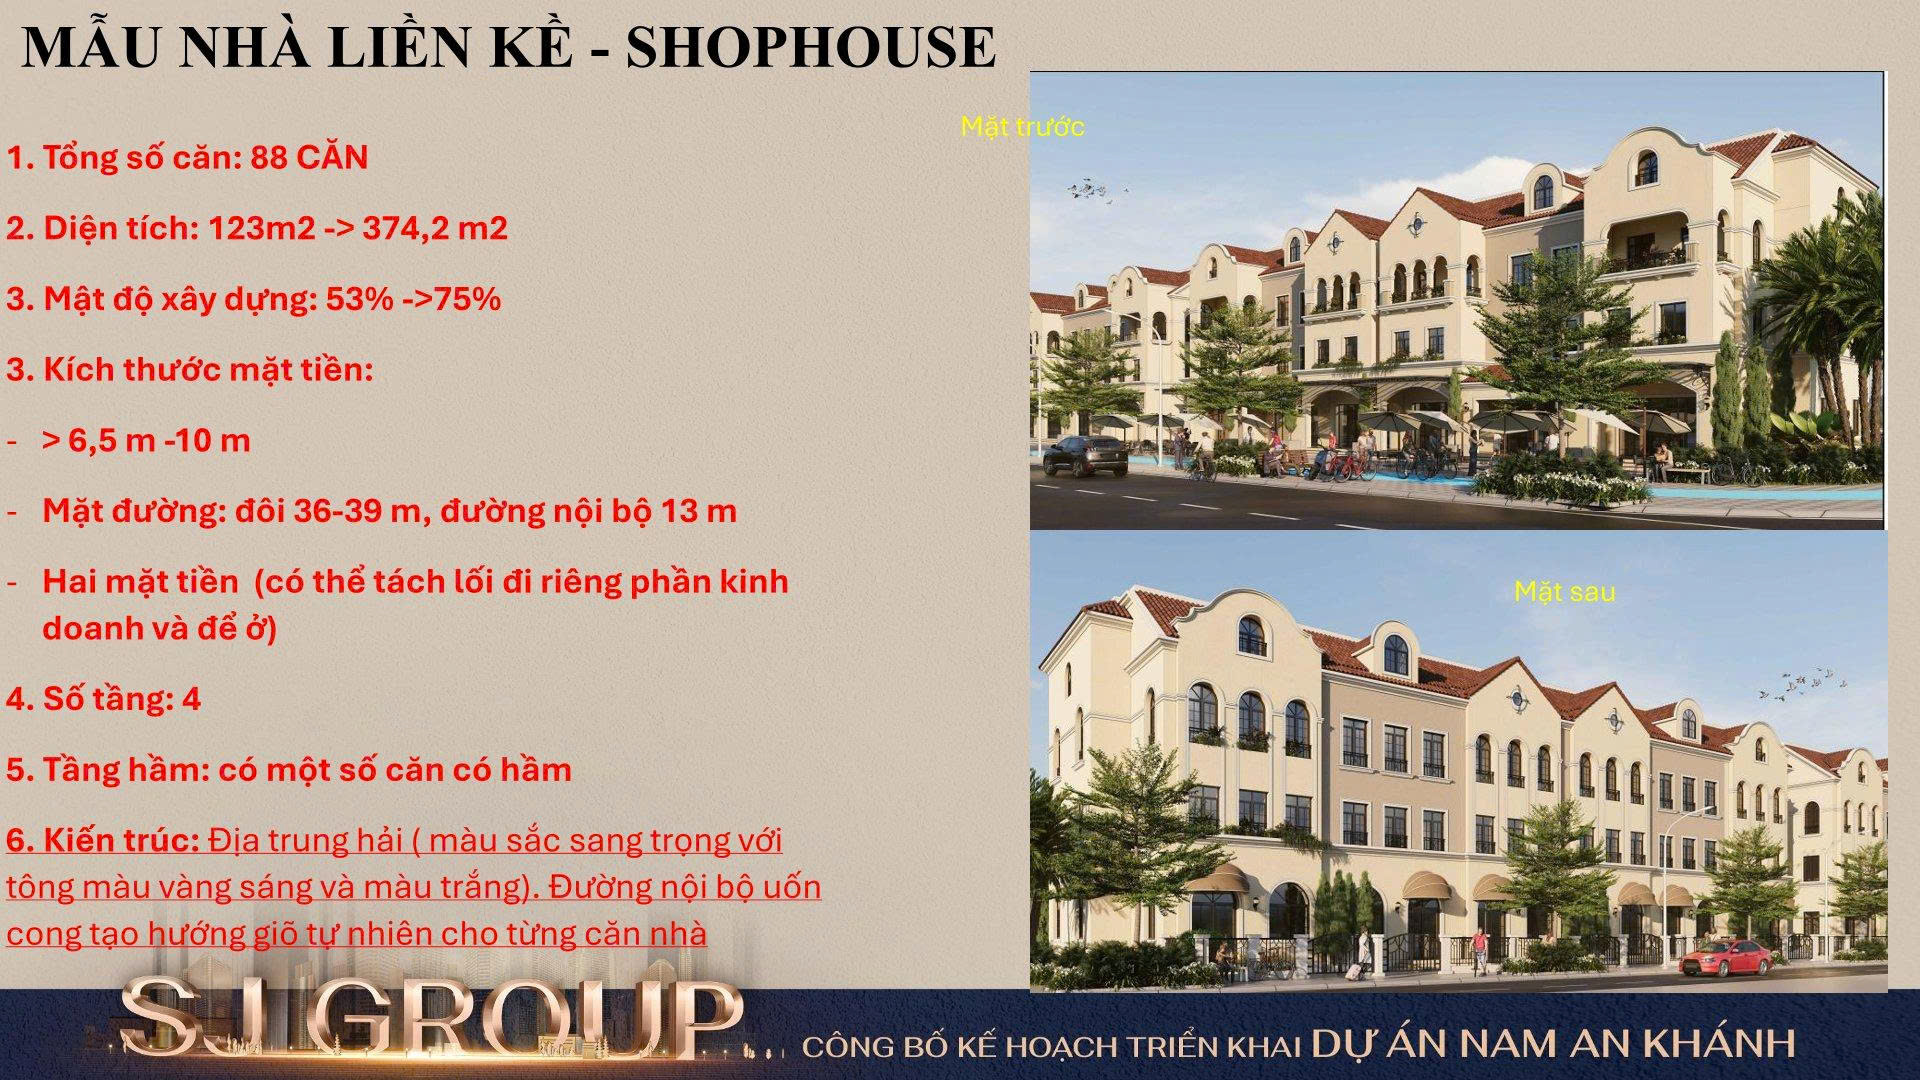 MẪU NHÀ LIỀN KỀ - SHOPHOUSE
Mặt trước
1. Tổng số căn: 88 CĂN
2. Diện tích: 123m2 -> 374,2 m2
3. Mật độ xây dựng: 53% ->75%
3. Kích thước mặt tiền:
- > 6,5 m -10 m
- Mặt đường: đôi 36-39 m, đường nội bộ 13 m
- Hai mặt tiền (có thể tách lối đi riêng phần kinh
doanh và để ở)
Mặt sau
4. Số tầng: 4
5. Tầng hầm: có một số căn có hầm
6. Kiến trúc: Địa trung hải ( màu sắc sang trọng với
tông màu vàng sáng và màu trắng). Đường nội bộ uốn
cong tạo hướng giõ tự nhiên cho từng căn nhà
SJ GROUP
CÔNG BỐ KẾ HOẠCH TRIỂN KHAI DỰ ÁN NAM AN KHÁNH